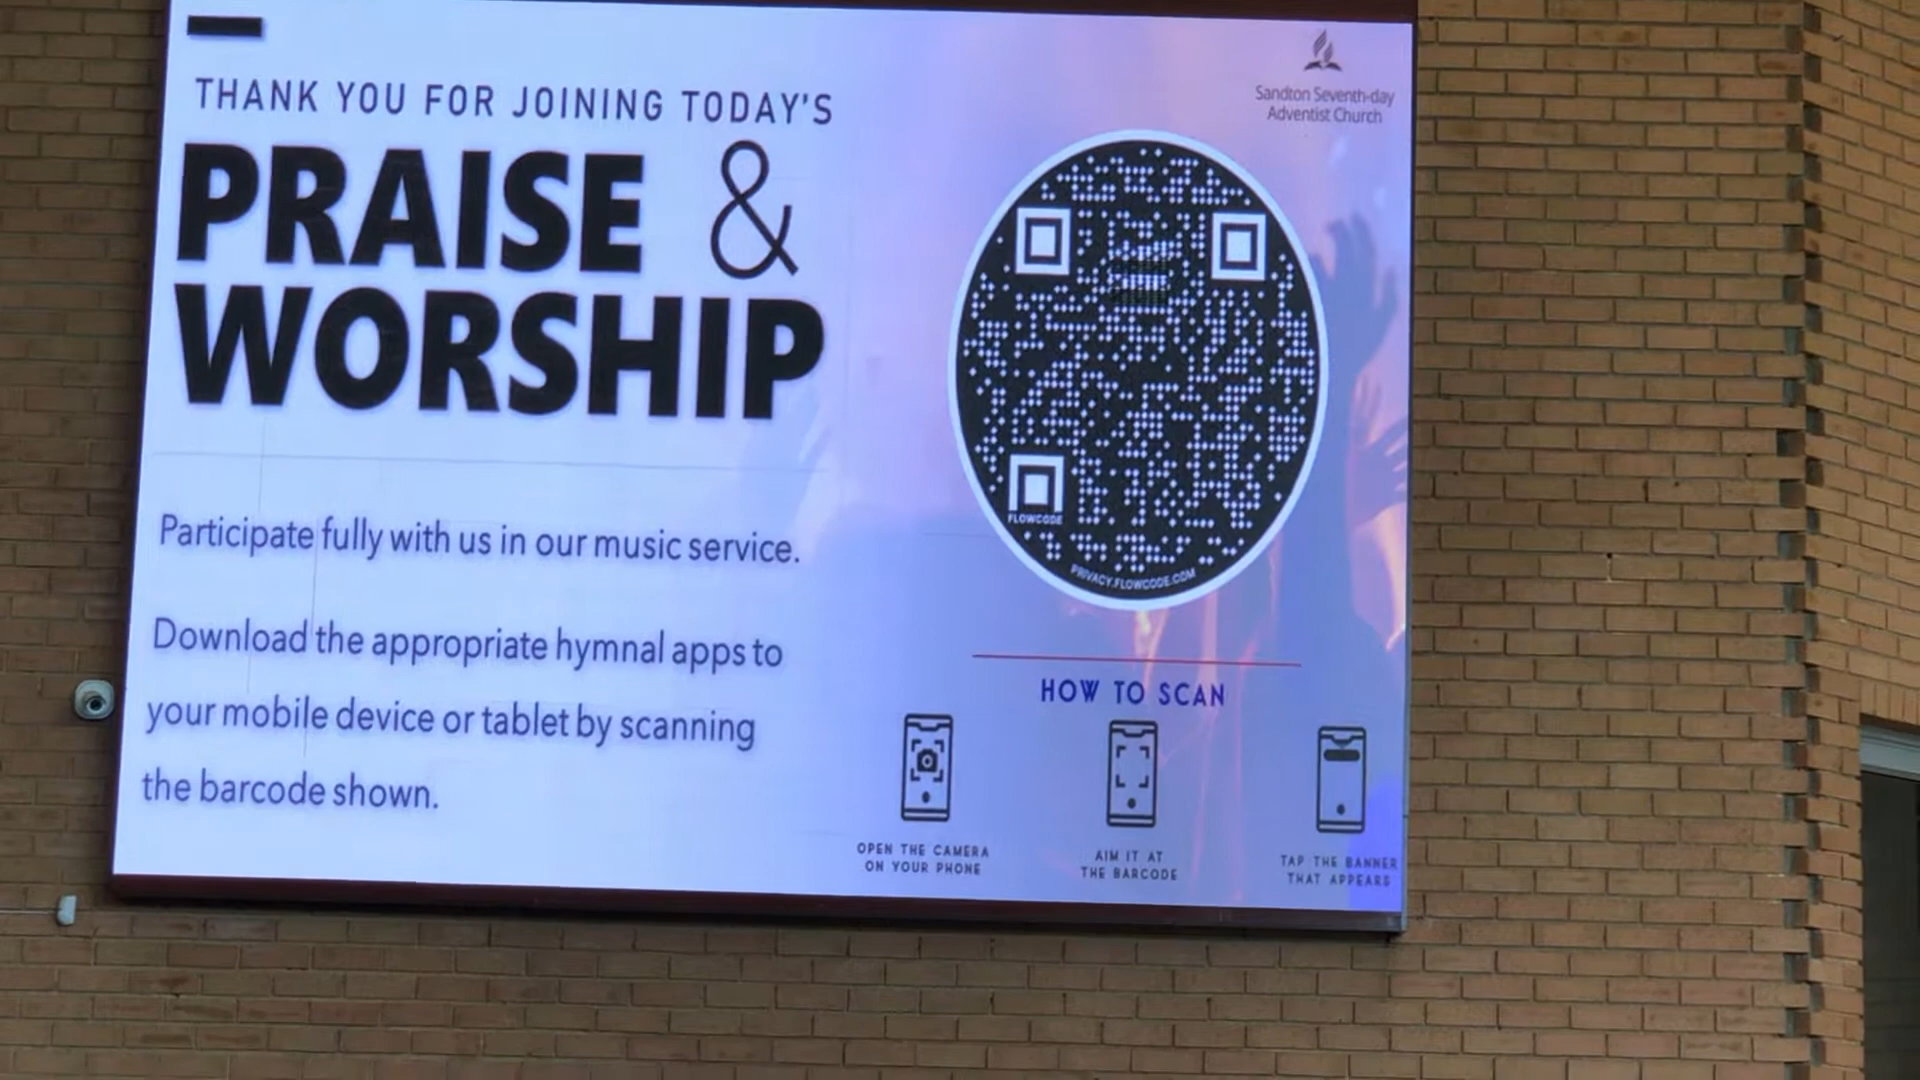 THANK YOU FOR JOINING TODAY'S
PRAISE &
WORSHIP
Participate fully with us in our music service.
Download the appropriate hymnal apps to
your mobile device or tablet by scanning
the barcode shown.
Sandton Seventh-day
Adventist Church
FLOWCODE
PRIVACY.FLOWCODE.COM
HOW TO SCAN
OPEN THE CAMERA
ON YOUR PHONE
AIM IT AT
THE BARCODE
TAP THE BANNER
THAT APPEARS